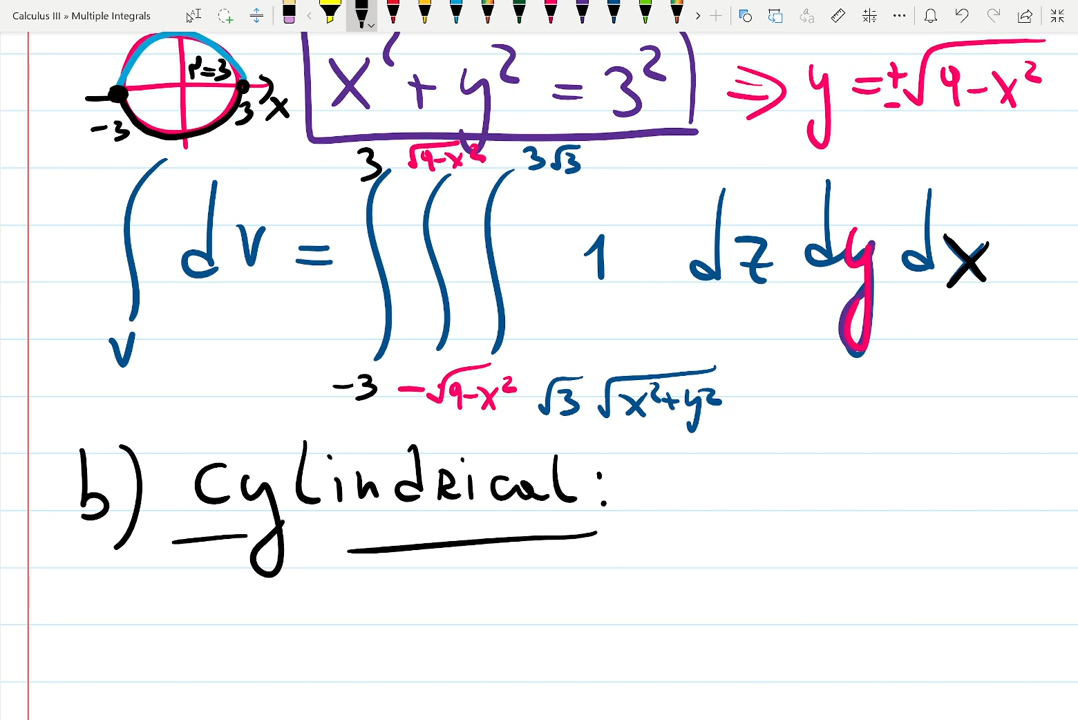 Calculus III » Multiple Integrals
r=3
-3 3 x
x² + y² = 3² ⇒ y = ±√(9-x²)
3 √(9-x²) 3√3
∫ dv = ∫ ∫ ∫ 1 dz dy dx
v -3 -√(9-x²) √3 √(x²+y²)
b) Cylindrical: